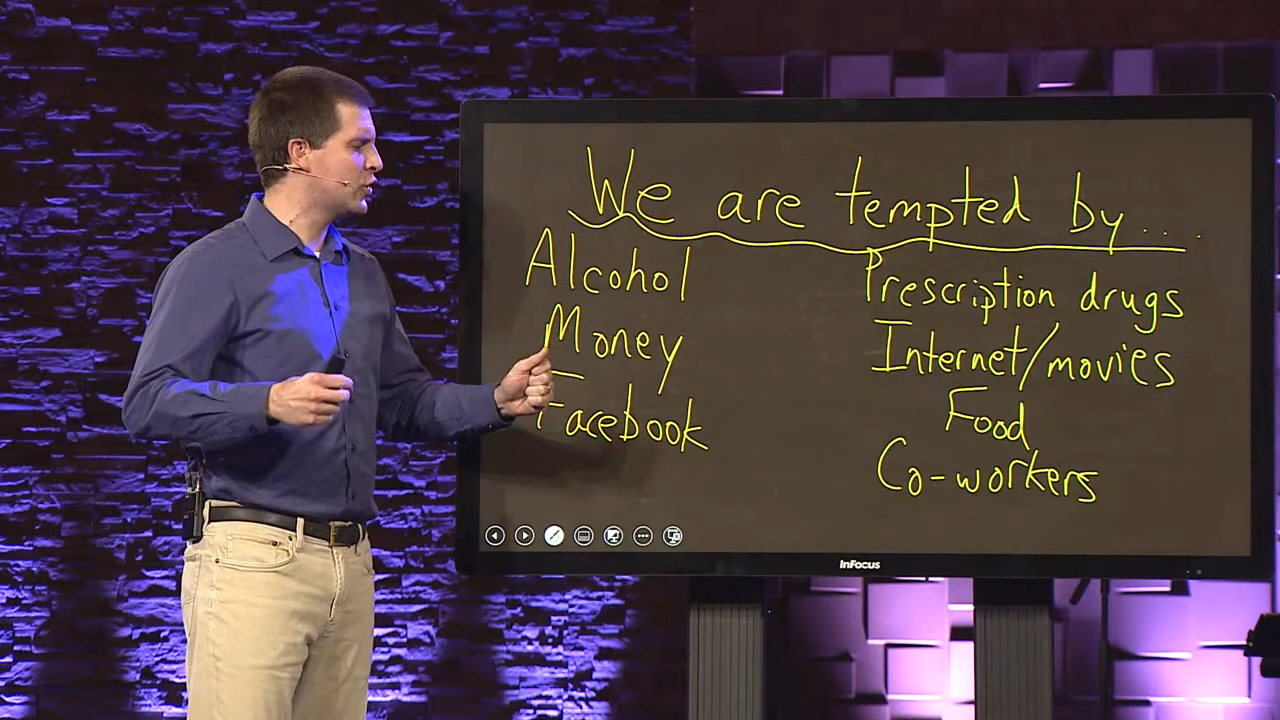 We are tempted by...
Alcohol
Money
Facebook
Prescription drugs
Internet/movies
Food
Co-workers
InFocus